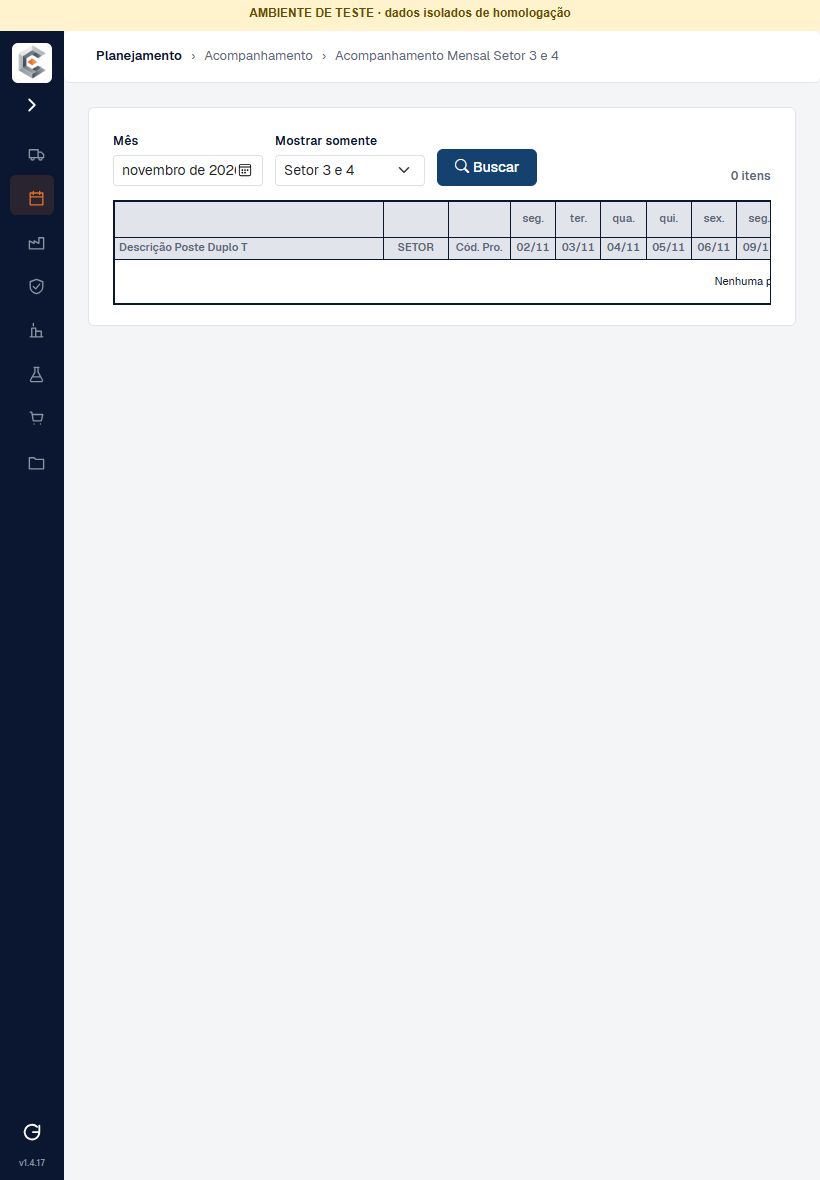 AMBIENTE DE TESTE · dados isolados de homologação
Planejamento › Acompanhamento › Acompanhamento Mensal Setor 3 e 4
Mês
Mostrar somente
novembro de 202
Setor 3 e 4
Buscar
0 itens
seg. ter. qua. qui. sex. seg.
Descrição Poste Duplo T SETOR Cód. Pro. 02/11 03/11 04/11 05/11 06/11 09/1
Nenhuma p
v1.4.17